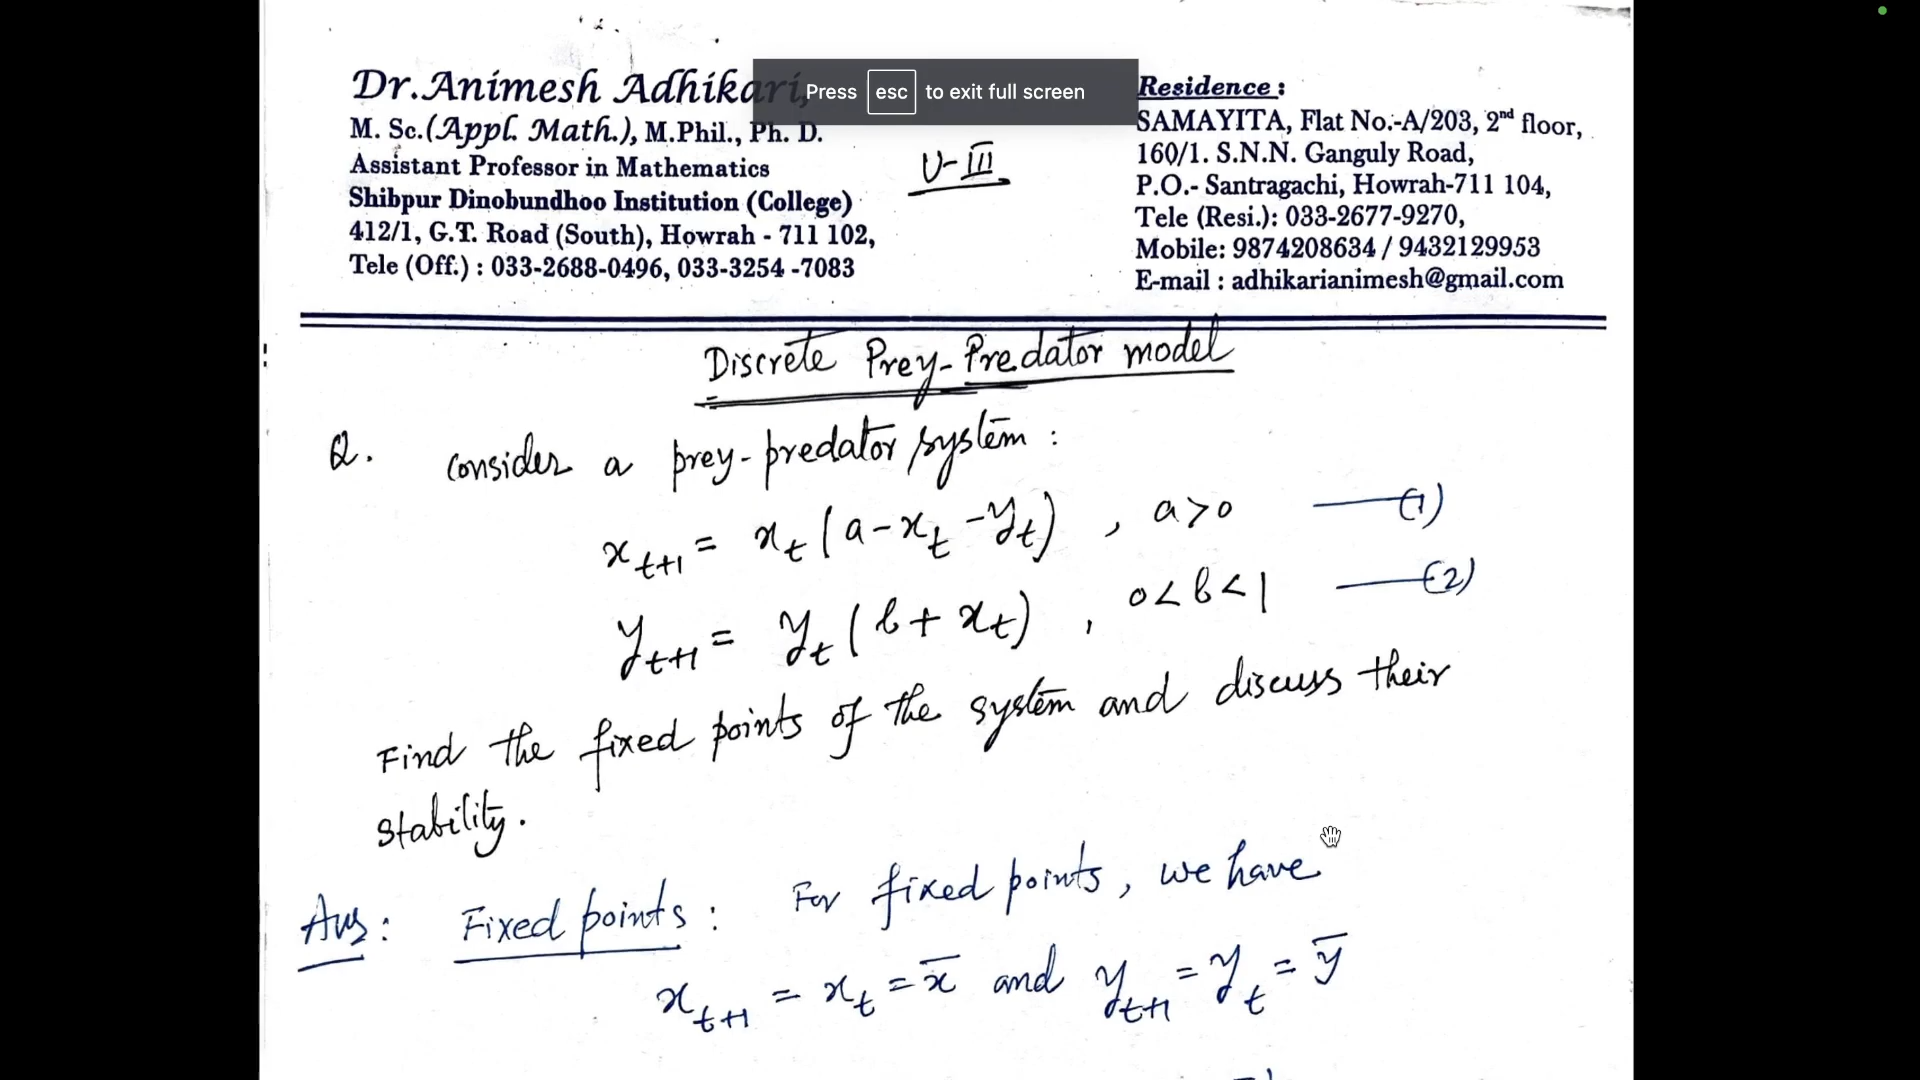 Dr.Animesh Adhikari,
M. Sc.(Appl. Math.), M.Phil., Ph. D.
Assistant Professor in Mathematics
Shibpur Dinobundhoo Institution (College)
412/1, G.T. Road (South), Howrah - 711 102,
Tele (Off.) : 033-2688-0496, 033-3254 -7083
Press esc to exit full screen
U-III
Residence :
SAMAYITA, Flat No.-A/203, 2nd floor,
160/1. S.N.N. Ganguly Road,
P.O.- Santragachi, Howrah-711 104,
Tele (Resi.): 033-2677-9270,
Mobile: 9874208634 / 9432129953
E-mail : adhikarianimesh@gmail.com
Discrete Prey-Predator model
Q. Consider a prey-predator system :
x_{t+1} = x_t (a - x_t - y_t) , a > 0 —(1)
y_{t+1} = y_t (b + x_t) , 0 < b < 1 —(2)
Find the fixed points of the system and discuss their
stability.
Ans : Fixed points : For fixed points, we have
x_{t+1} = x_t = x̄ and y_{t+1} = y_t = ȳ